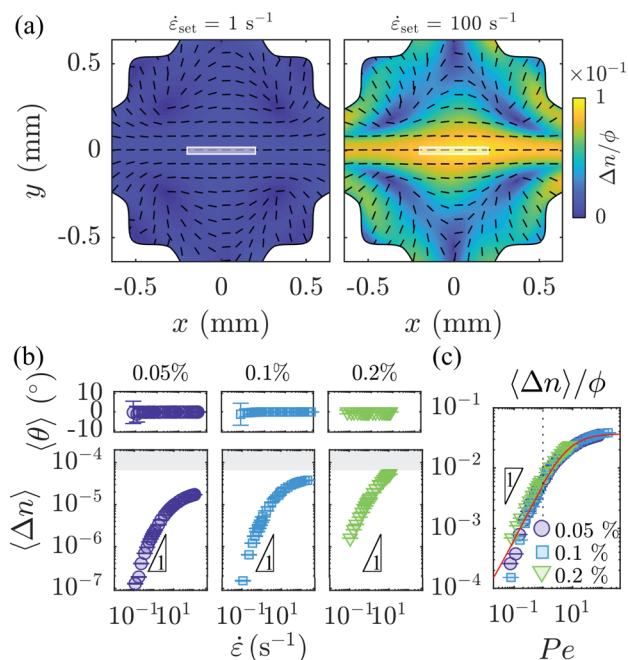 (a)
ε̇set = 1 s⁻¹
ε̇set = 100 s⁻¹
×10⁻¹
0.5
0
-0.5
y (mm)
-0.5 0 0.5
x (mm)
-0.5 0 0.5
x (mm)
1
0
Δn/ϕ
(b)
0.05% 0.1% 0.2%
⟨θ⟩ (°)
10
0
-10
⟨Δn⟩
10⁻⁴
10⁻⁵
10⁻⁶
10⁻⁷
1 1 1
10⁻¹ 10¹ 10⁻¹ 10¹ 10⁻¹ 10¹
ε̇ (s⁻¹)
(c)
⟨Δn⟩/ϕ
10⁻¹
10⁻²
10⁻³
10⁻⁴
1
0.05 %
0.1 %
0.2 %
10⁻¹ 10¹
Pe